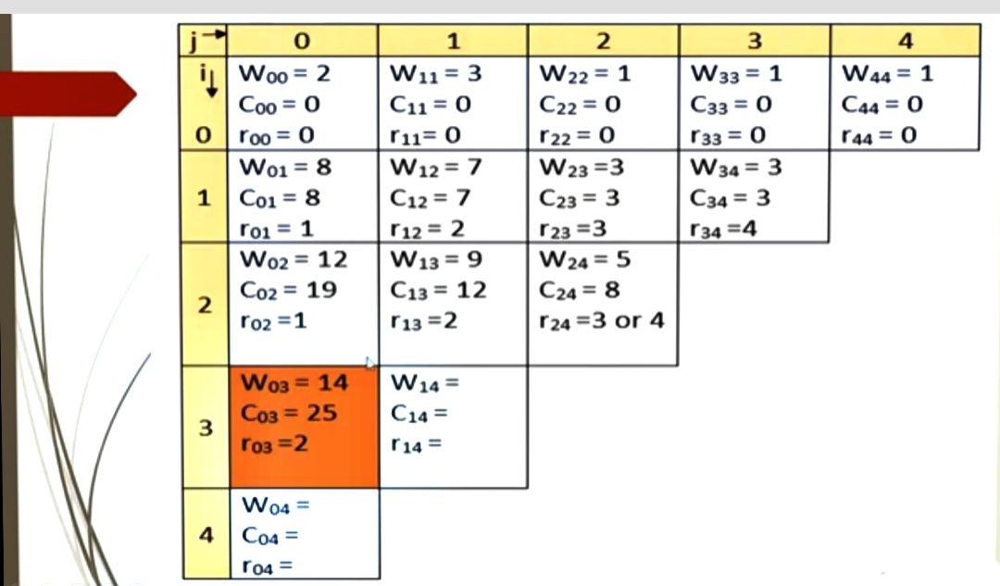 j→ 0 1 2 3 4
i↓ W₀₀ = 2 W₁₁ = 3 W₂₂ = 1 W₃₃ = 1 W₄₄ = 1
C₀₀ = 0 C₁₁ = 0 C₂₂ = 0 C₃₃ = 0 C₄₄ = 0
0 r₀₀ = 0 r₁₁= 0 r₂₂ = 0 r₃₃ = 0 r₄₄ = 0
W₀₁ = 8 W₁₂ = 7 W₂₃ =3 W₃₄ = 3
1 C₀₁ = 8 C₁₂ = 7 C₂₃ = 3 C₃₄ = 3
r₀₁ = 1 r₁₂ = 2 r₂₃ =3 r₃₄ =4
W₀₂ = 12 W₁₃ = 9 W₂₄ = 5
2 C₀₂ = 19 C₁₃ = 12 C₂₄ = 8
r₀₂ =1 r₁₃ =2 r₂₄ =3 or 4
W₀₃ = 14 W₁₄ =
3 C₀₃ = 25 C₁₄ =
r₀₃ =2 r₁₄ =
W₀₄ =
4 C₀₄ =
r₀₄ =